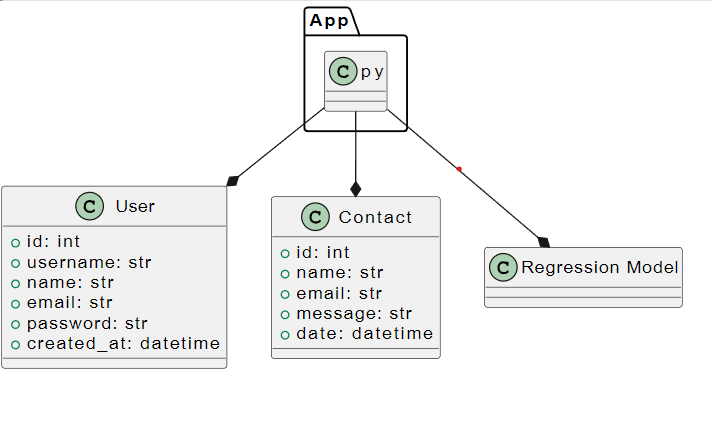 App
C py
C User
id: int
username: str
name: str
email: str
password: str
created_at: datetime
C Contact
id: int
name: str
email: str
message: str
date: datetime
C Regression Model